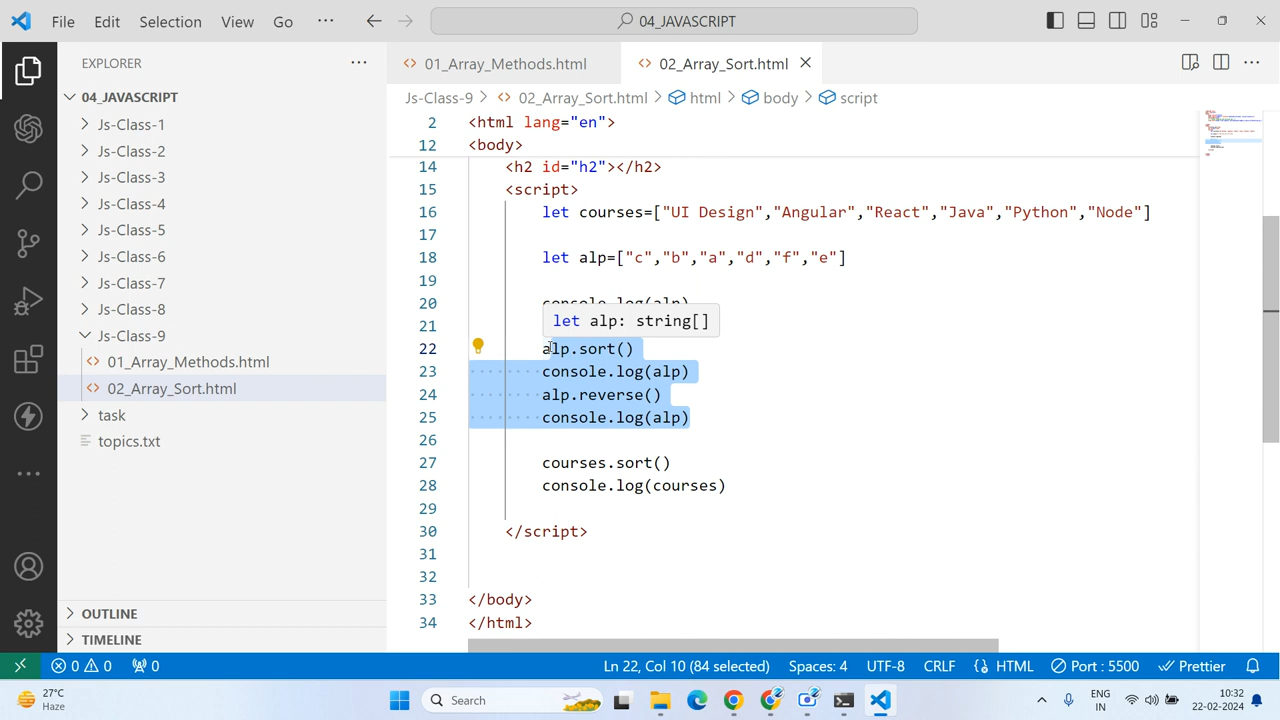 File Edit Selection View Go ··· 04_JAVASCRIPT
EXPLORER ···
04_JAVASCRIPT
Js-Class-1
Js-Class-2
Js-Class-3
Js-Class-4
Js-Class-5
Js-Class-6
Js-Class-7
Js-Class-8
Js-Class-9
01_Array_Methods.html
02_Array_Sort.html
task
topics.txt
OUTLINE
TIMELINE
01_Array_Methods.html 02_Array_Sort.html
Js-Class-9 > 02_Array_Sort.html > html > body > script
2 <html lang="en">
12 <body>
14 <h2 id="h2"></h2>
15 <script>
16 let courses=["UI Design","Angular","React","Java","Python","Node"]
17
18 let alp=["c","b","a","d","f","e"]
19
20 console.log(alp)
21 let alp: string[]
22 alp.sort()
23 console.log(alp)
24 alp.reverse()
25 console.log(alp)
26
27 courses.sort()
28 console.log(courses)
29
30 </script>
31
32
33 </body>
34 </html>
0 0 0 Ln 22, Col 10 (84 selected) Spaces: 4 UTF-8 CRLF HTML Port : 5500 Prettier
27°C
Haze
Search
ENG
IN
10:32
22-02-2024